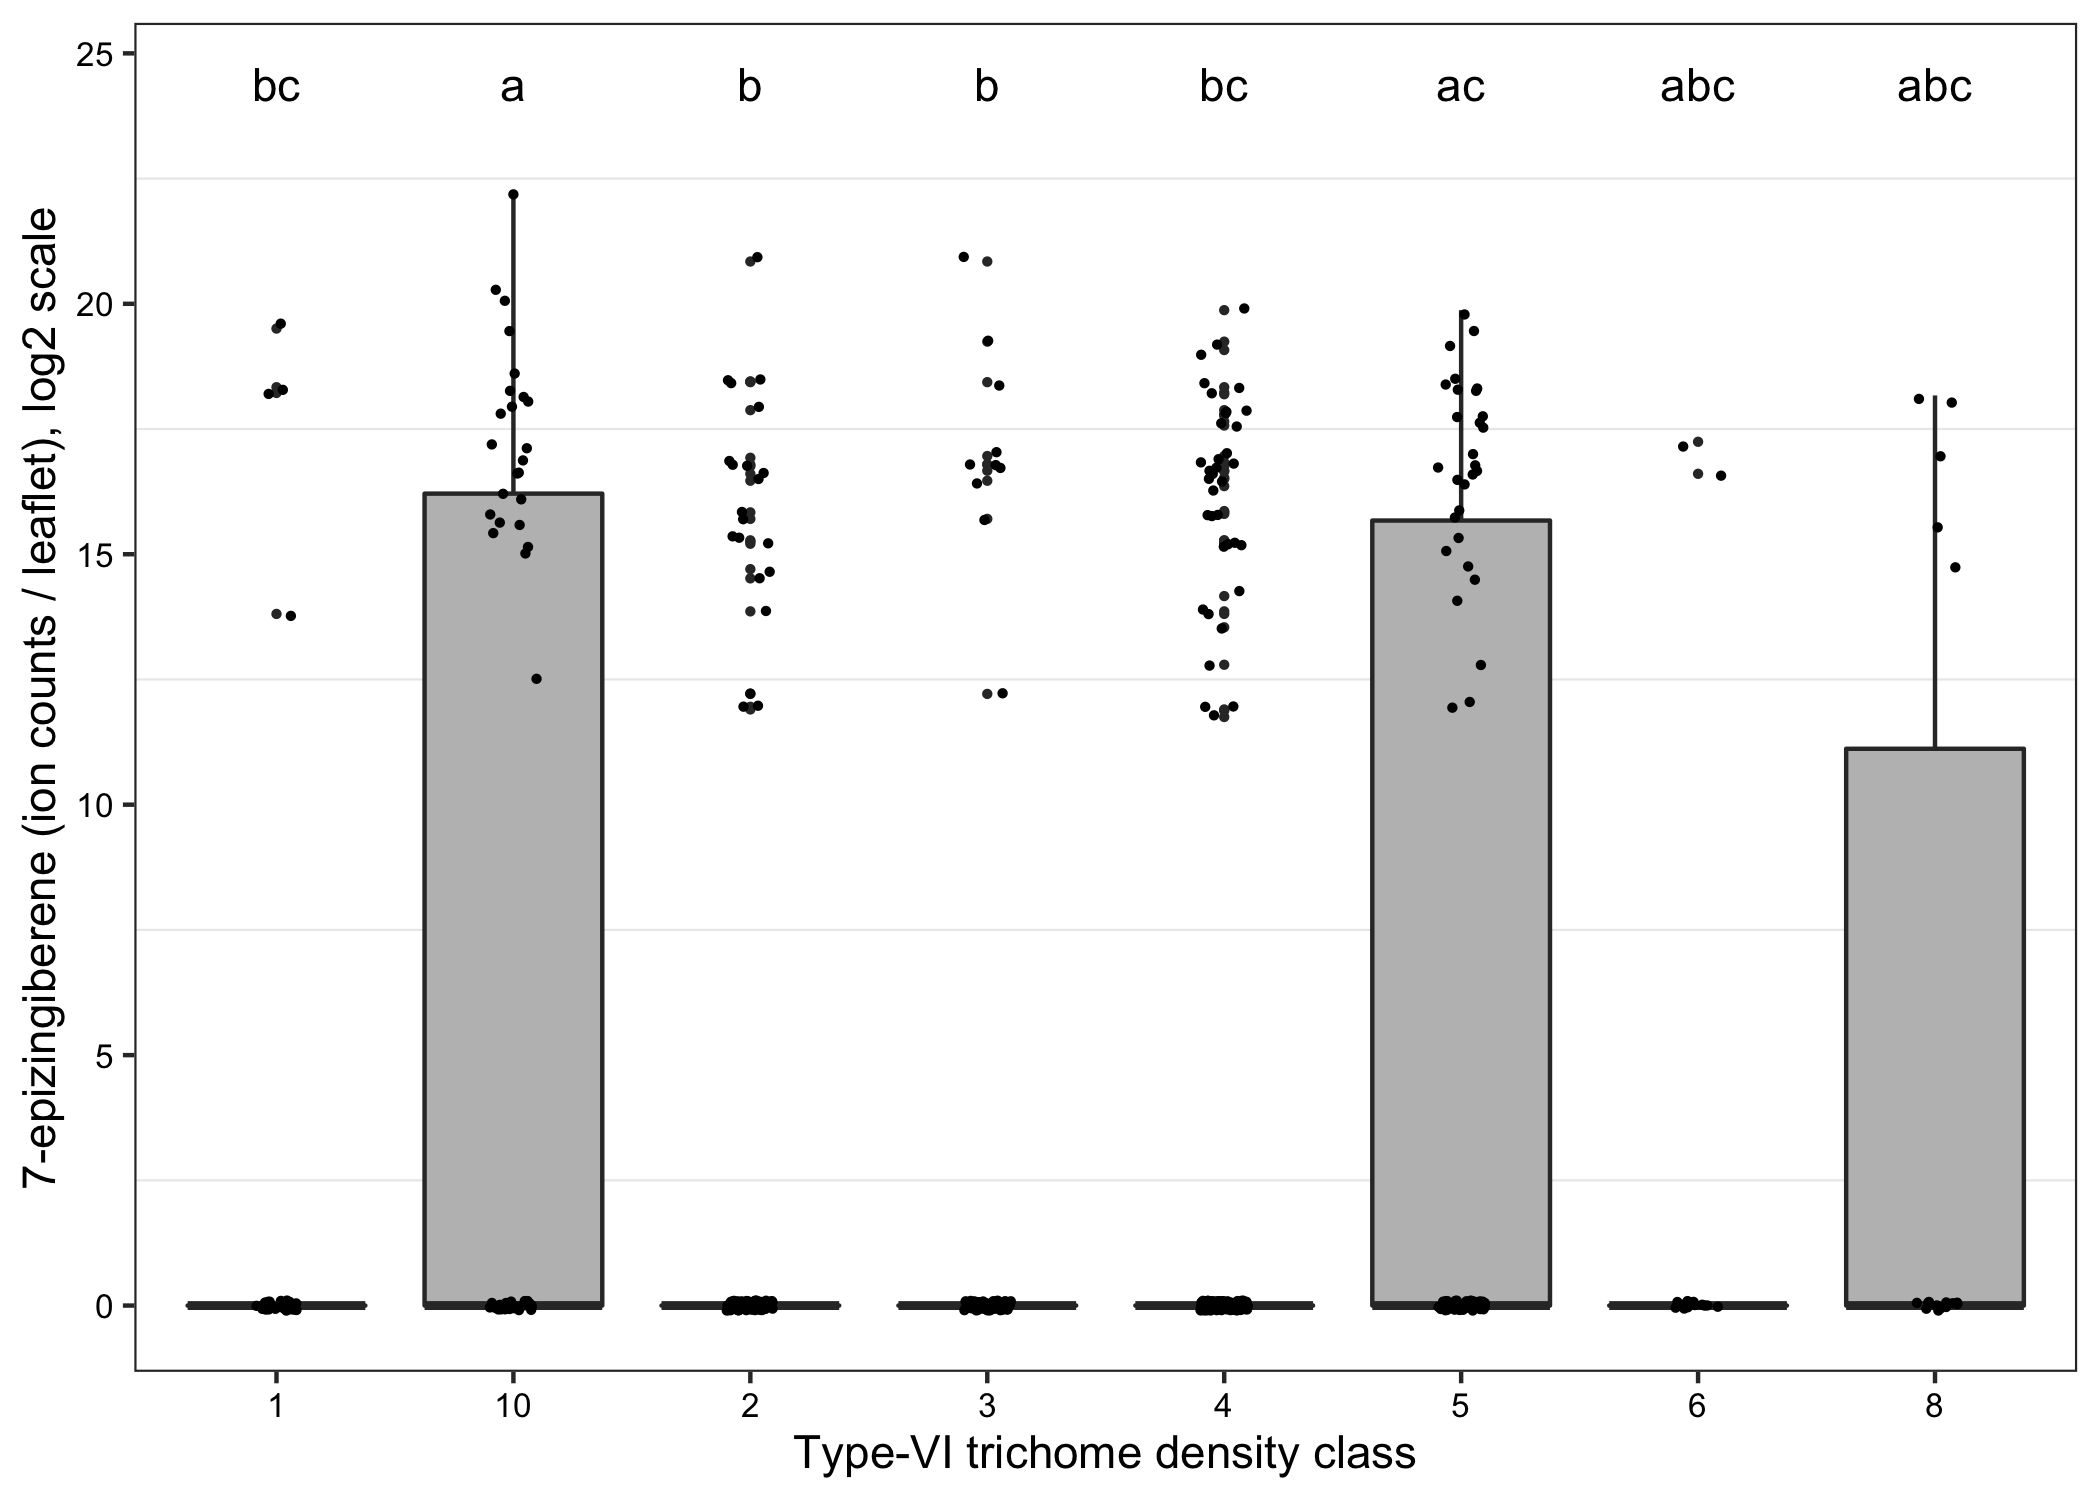 7-epizingiberene (ion counts / leaflet), log2 scale
25
20
15
10
5
0
bc a b b bc ac abc abc
1 10 2 3 4 5 6 8
Type-VI trichome density class